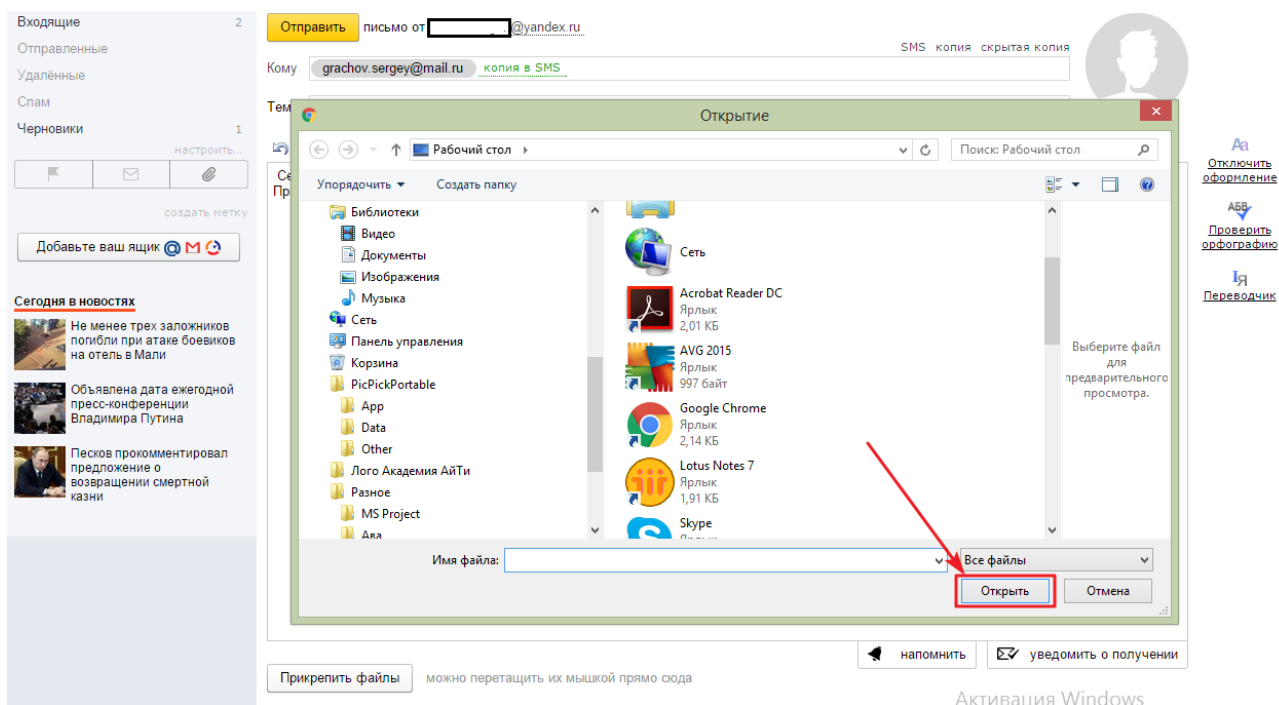 Входящие 2
Отправленные
Удалённые
Спам
Черновики 1
настроить...
создать метку
Добавьте ваш ящик
Сегодня в новостях
Не менее трех заложников
погибли при атаке боевиков
на отель в Мали
Объявлена дата ежегодной
пресс-конференции
Владимира Путина
Песков прокомментировал
предложение о
возвращении смертной
казни
Отправить письмо от @yandex.ru
SMS копия скрытая копия
Кому grachov.sergey@mail.ru копия в SMS
Тем
Се
Пр
Открытие
Рабочий стол
Поиск: Рабочий стол
Упорядочить Создать папку
Библиотеки
Видео
Документы
Изображения
Музыка
Сеть
Панель управления
Корзина
PicPickPortable
App
Data
Other
Лого Академия АйТи
Разное
MS Project
Ава
Сеть
Acrobat Reader DC
Ярлык
2,01 КБ
AVG 2015
Ярлык
997 байт
Google Chrome
Ярлык
2,14 КБ
Lotus Notes 7
Ярлык
1,91 КБ
Skype
Ярлык
Выберите файл
для
предварительного
просмотра.
Имя файла:
Все файлы
Открыть Отмена
напомнить уведомить о получении
Прикрепить файлы можно перетащить их мышкой прямо сюда
Aa
Отключить
оформление
АБВ
Проверить
орфографию
Iя
Переводчик
Активация Windows